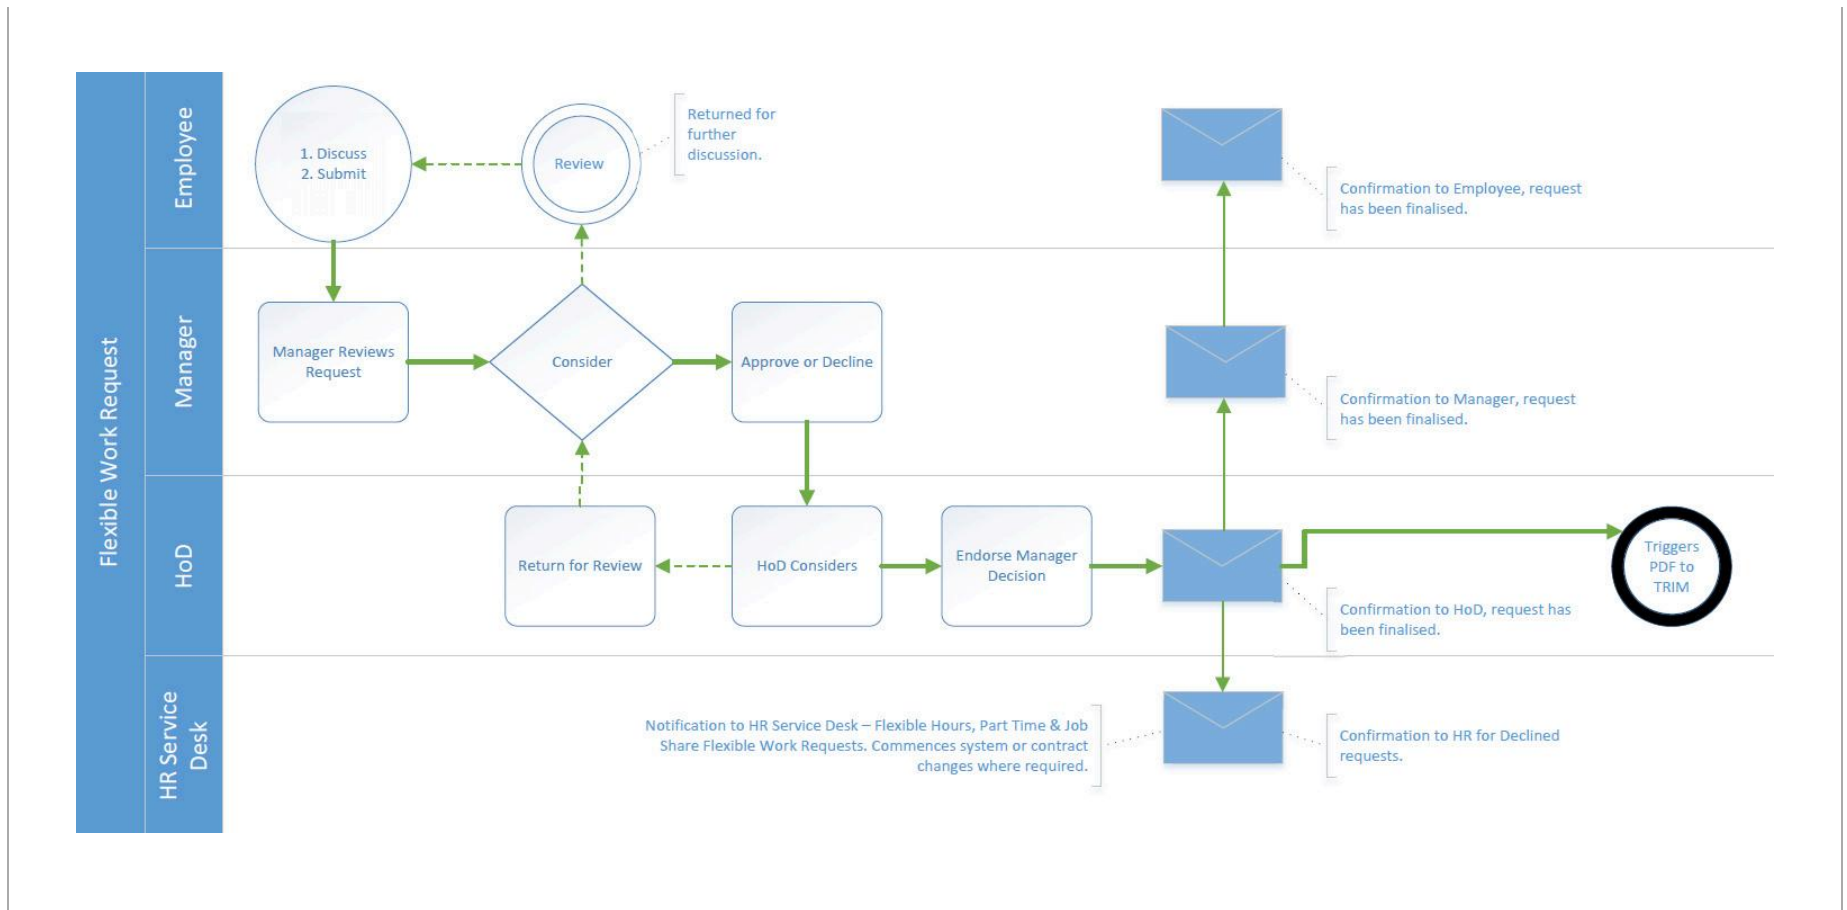 Flexible Work Request
Employee
1. Discuss
2. Submit
Review
Returned for
further
discussion.
Confirmation to Employee, request
has been finalised.
Manager
Manager Reviews
Request
Consider
Approve or Decline
Confirmation to Manager, request
has been finalised.
HoD
Return for Review
HoD Considers
Endorse Manager
Decision
Confirmation to HoD, request has
been finalised.
Triggers
PDF to
TRIM
HR Service
Desk
Notification to HR Service Desk – Flexible Hours, Part Time & Job
Share Flexible Work Requests. Commences system or contract
changes where required.
Confirmation to HR for Declined
requests.